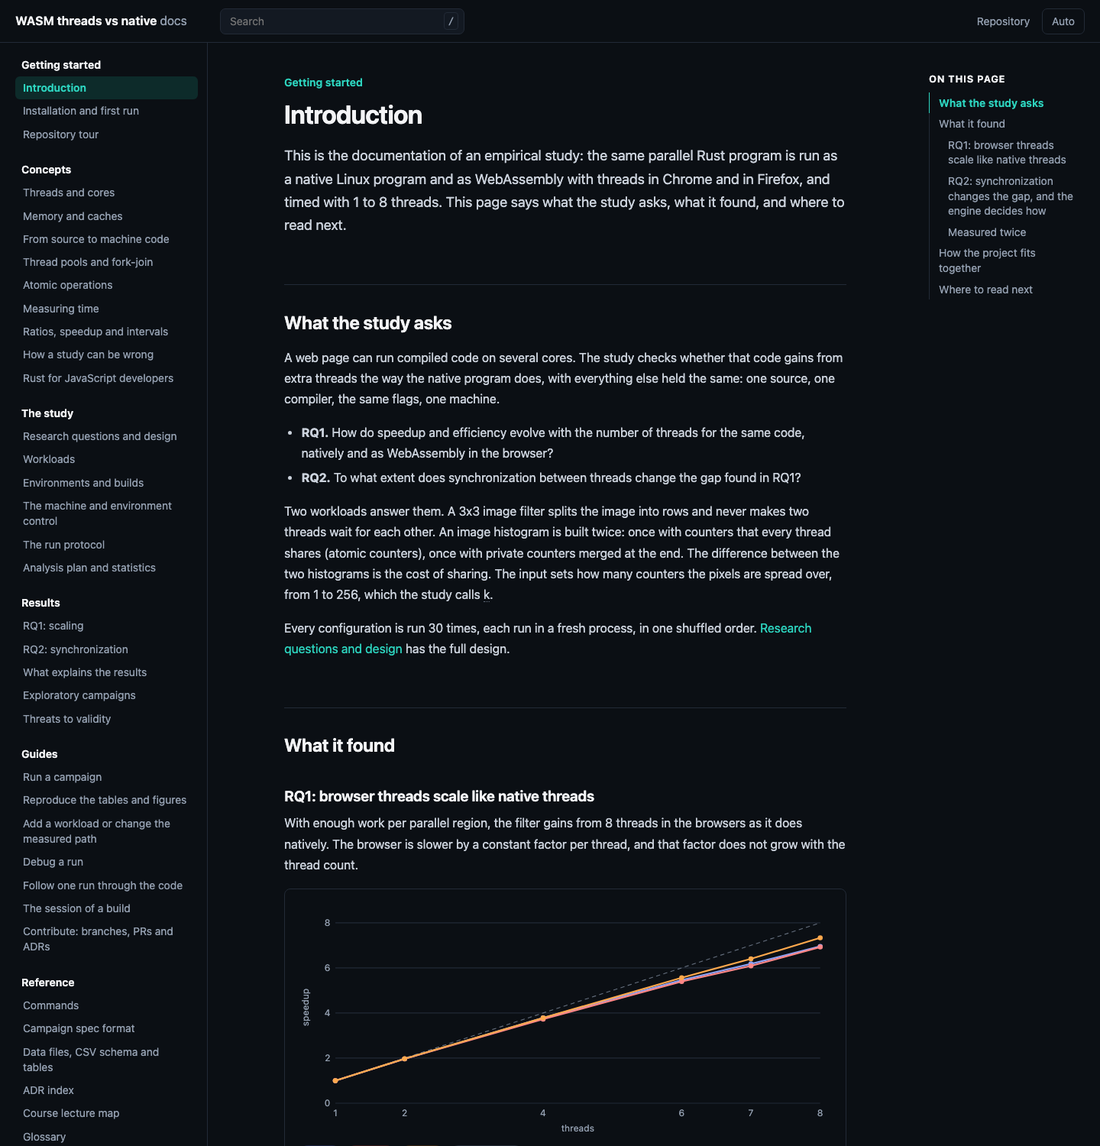 WASM threads vs native docs
Search
/
Repository
Auto
Getting started
Introduction
Installation and first run
Repository tour
Concepts
Threads and cores
Memory and caches
From source to machine code
Thread pools and fork-join
Atomic operations
Measuring time
Ratios, speedup and intervals
How a study can be wrong
Rust for JavaScript developers
The study
Research questions and design
Workloads
Environments and builds
The machine and environment
control
The run protocol
Analysis plan and statistics
Results
RQ1: scaling
RQ2: synchronization
What explains the results
Exploratory campaigns
Threats to validity
Guides
Run a campaign
Reproduce the tables and figures
Add a workload or change the
measured path
Debug a run
Follow one run through the code
The session of a build
Contribute: branches, PRs and
ADRs
Reference
Commands
Campaign spec format
Data files, CSV schema and
tables
ADR index
Course lecture map
Glossary
Getting started
Introduction
This is the documentation of an empirical study: the same parallel Rust program is run as
a native Linux program and as WebAssembly with threads in Chrome and in Firefox, and
timed with 1 to 8 threads. This page says what the study asks, what it found, and where to
read next.
What the study asks
A web page can run compiled code on several cores. The study checks whether that code gains from
extra threads the way the native program does, with everything else held the same: one source, one
compiler, the same flags, one machine.
• RQ1. How do speedup and efficiency evolve with the number of threads for the same code,
natively and as WebAssembly in the browser?
• RQ2. To what extent does synchronization between threads change the gap found in RQ1?
Two workloads answer them. A 3x3 image filter splits the image into rows and never makes two
threads wait for each other. An image histogram is built twice: once with counters that every thread
shares (atomic counters), once with private counters merged at the end. The difference between the
two histograms is the cost of sharing. The input sets how many counters the pixels are spread over,
from 1 to 256, which the study calls k.
Every configuration is run 30 times, each run in a fresh process, in one shuffled order. Research
questions and design has the full design.
What it found
RQ1: browser threads scale like native threads
With enough work per parallel region, the filter gains from 8 threads in the browsers as it does
natively. The browser is slower by a constant factor per thread, and that factor does not grow with the
thread count.
8
6
4
2
0
speedup
1 2 4 6 7 8
threads
ON THIS PAGE
What the study asks
What it found
RQ1: browser threads
scale like native threads
RQ2: synchronization
changes the gap, and the
engine decides how
Measured twice
How the project fits
together
Where to read next